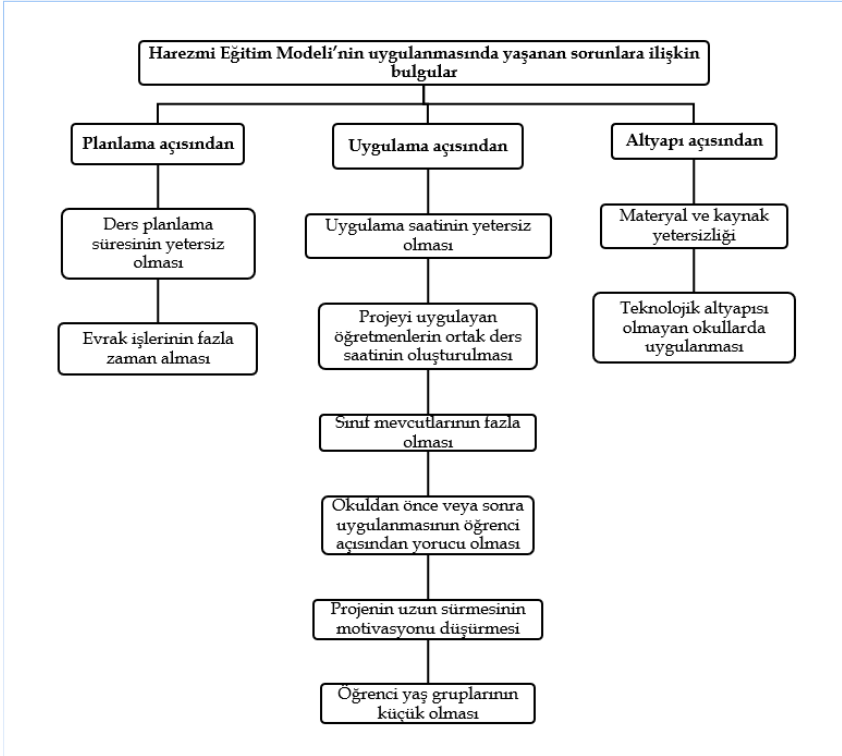 Harezmi Eğitim Modeli’nin uygulanmasında yaşanan sorunlara ilişkin
bulgular
Planlama açısından
Ders planlama
süresinin yetersiz
olması
Evrak işlerinin fazla
zaman alması
Uygulama açısından
Uygulama saatinin yetersiz
olması
Projeyi uygulayan
öğretmenlerin ortak ders
saatinin oluşturulması
Sınıf mevcutlarının fazla
olması
Okuldan önce veya sonra
uygulanmasının öğrenci
açısından yorucu olması
Projenin uzun sürmesinin
motivasyonu düşürmesi
Öğrenci yaş gruplarının
küçük olması
Altyapı açısından
Materyal ve kaynak
yetersizliği
Teknolojik altyapısı
olmayan okullarda
uygulanması